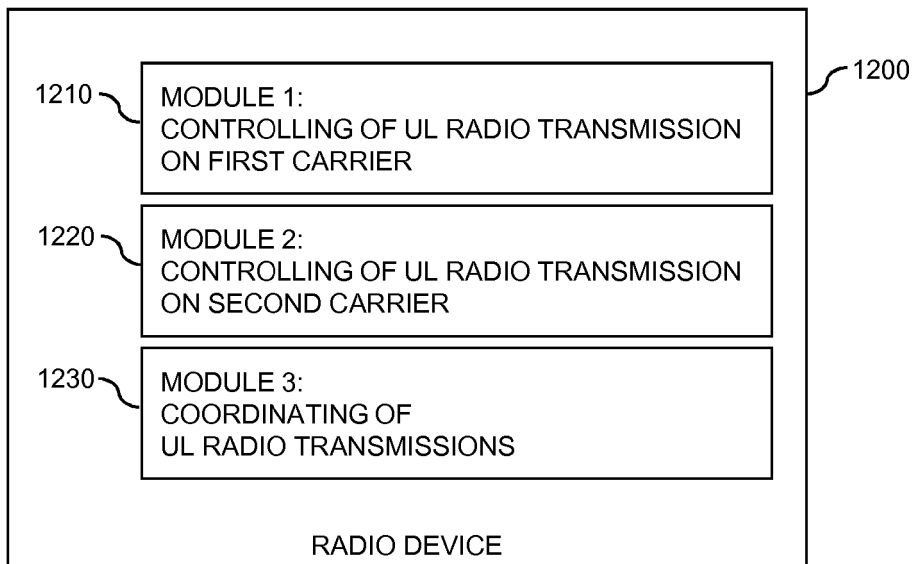 1200
1210
MODULE 1:
CONTROLLING OF UL RADIO TRANSMISSION
ON FIRST CARRIER
1220
MODULE 2:
CONTROLLING OF UL RADIO TRANSMISSION
ON SECOND CARRIER
1230
MODULE 3:
COORDINATING OF
UL RADIO TRANSMISSIONS
RADIO DEVICE